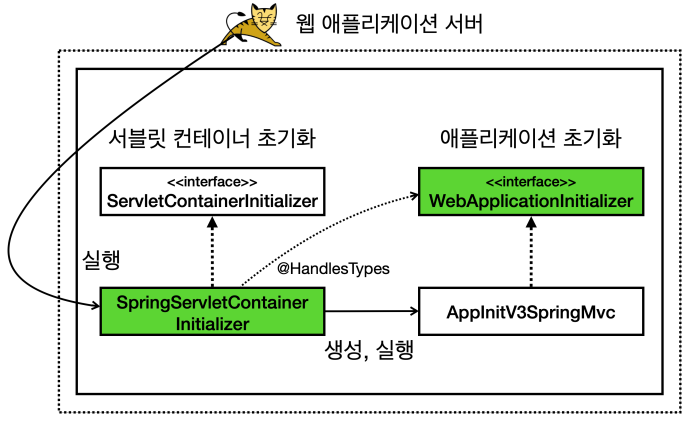 웹 애플리케이션 서버
서블릿 컨테이너 초기화
애플리케이션 초기화
<<interface>>
ServletContainerInitializer
<<interface>>
WebApplicationInitializer
실행
@HandlesTypes
SpringServletContainer
Initializer
AppInitV3SpringMvc
생성, 실행